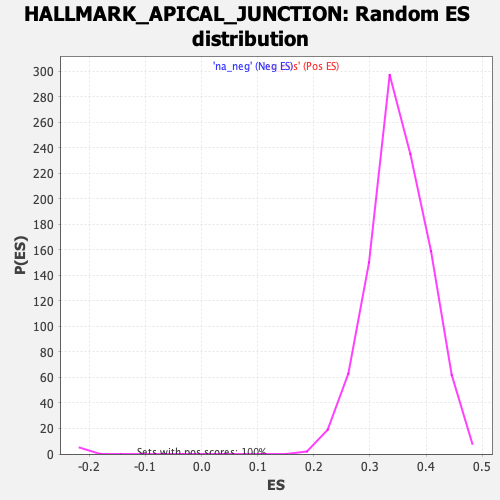 HALLMARK_APICAL_JUNCTION: Random ES
distribution
'na_neg' (Neg ES)s' (Pos ES)
300
280
260
240
220
200
180
160
140
120
100
80
60
40
20
0
P(ES)
Sets with pos scores: 100%
-0.2 -0.1 0.0 0.1 0.2 0.3 0.4 0.5
ES